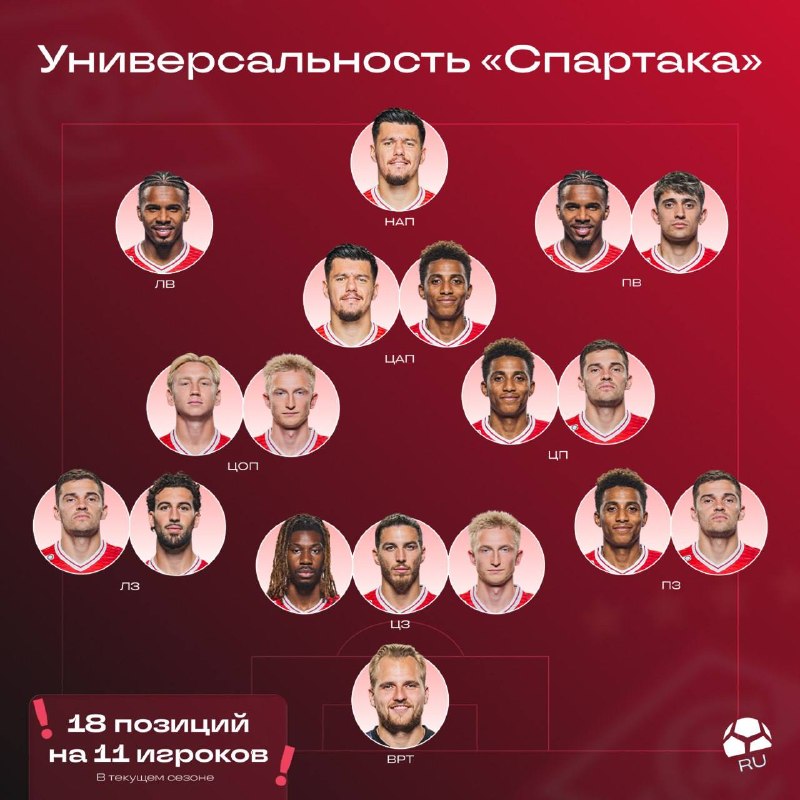 Универсальность «Спартака»
НАП
ЛВ
ПВ
ЦАП
ЦОП
ЦП
ЛЗ
ЦЗ
ПЗ
ВРТ
18 позиций
на 11 игроков
В текущем сезоне
RU